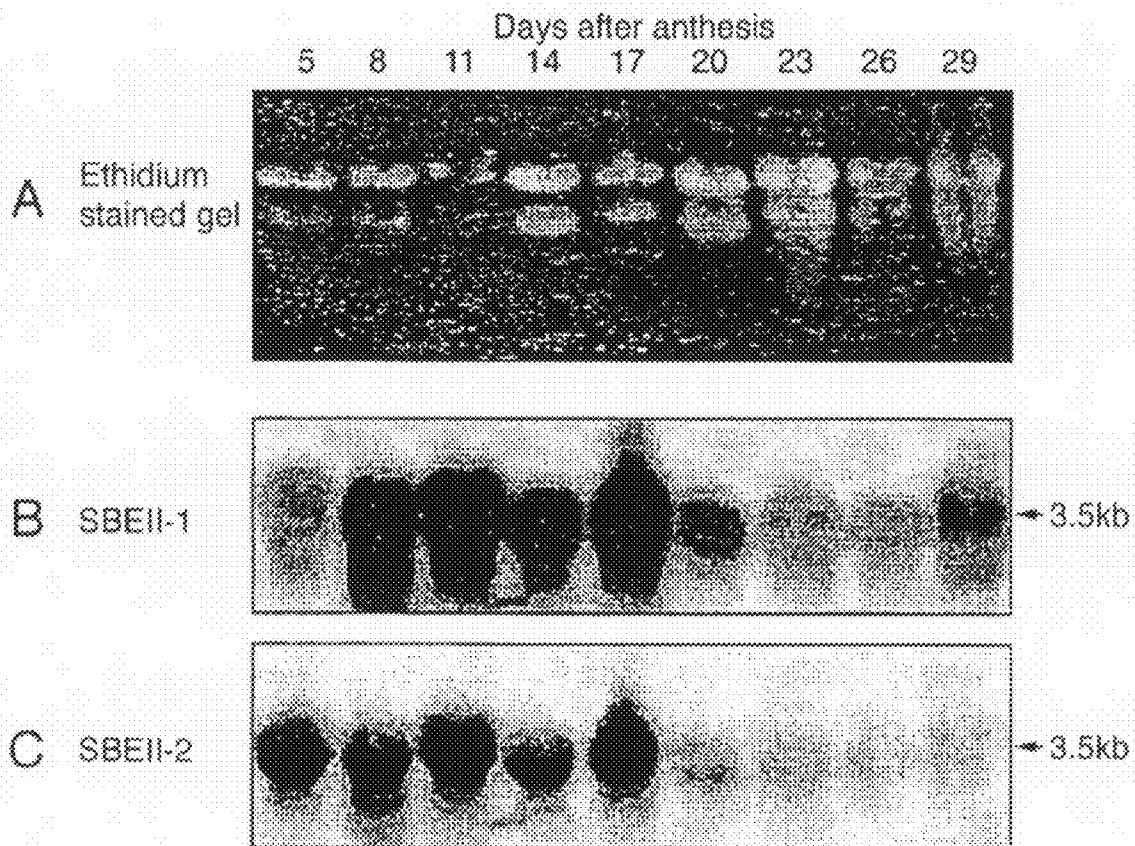 Days after anthesis
5 8 11 14 17 20 23 26 29
A Ethidium
stained gel
B SBEII-1 3.5kb
C SBEII-2 3.5kb